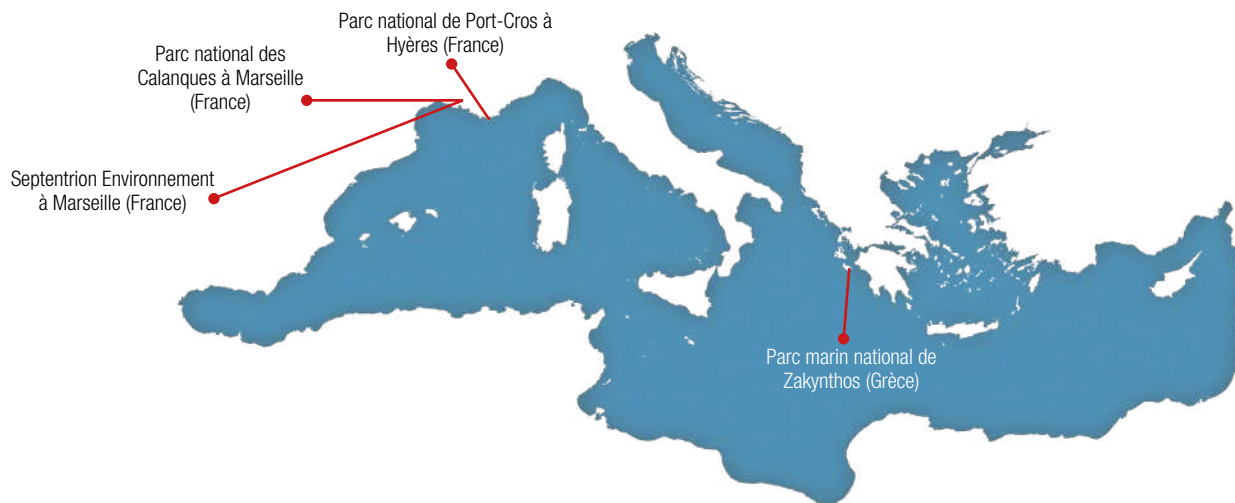 Parc national de Port-Cros à
Hyères (France)
Parc national des
Calanques à Marseille
(France)
Septentrion Environnement
à Marseille (France)
Parc marin national de
Zakynthos (Grèce)